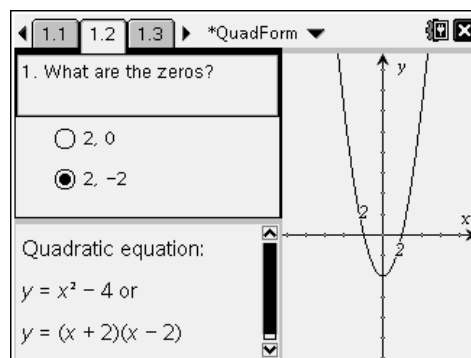 1.1 1.2 1.3 *QuadForm
1. What are the zeros?
2, 0
2, -2
Quadratic equation:
y = x² – 4 or
y = (x + 2)(x – 2)
y
x
2
2